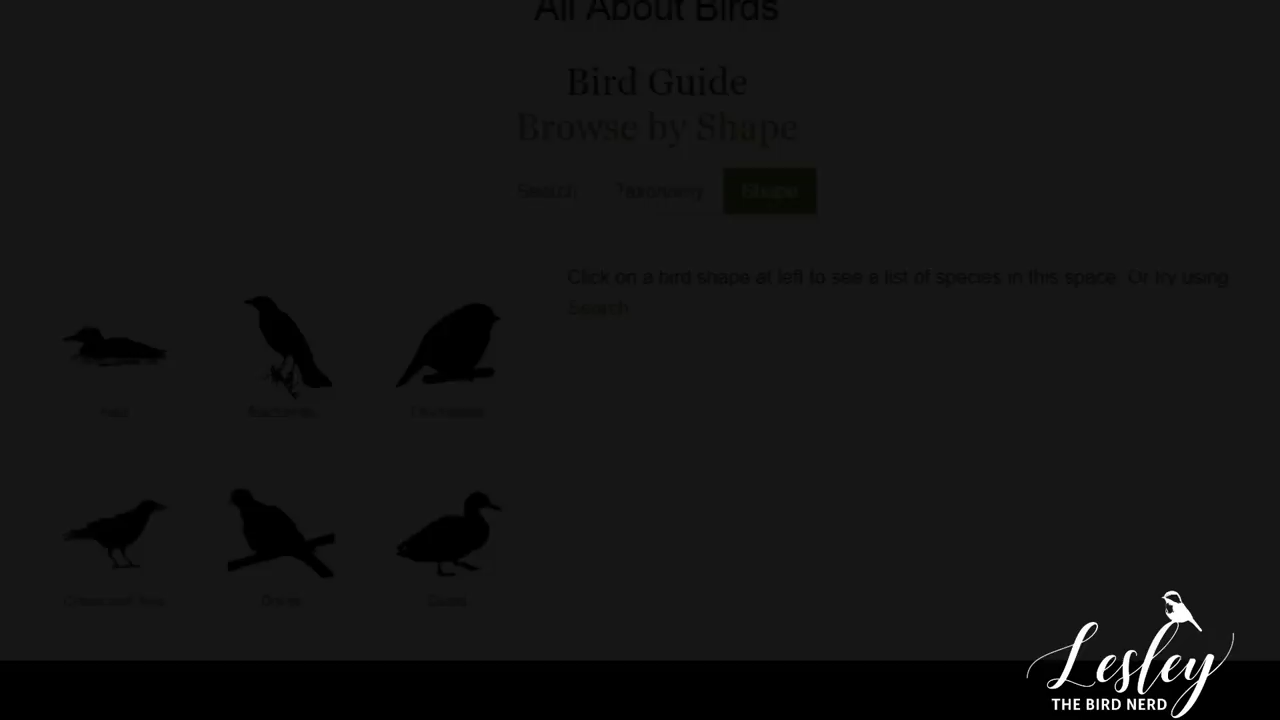 All About Birds
Bird Guide
Browse by Shape
Search Taxonomy Shape
Click on a bird shape at left to see a list of species in this space. Or try using
Search
Lesley
THE BIRD NERD